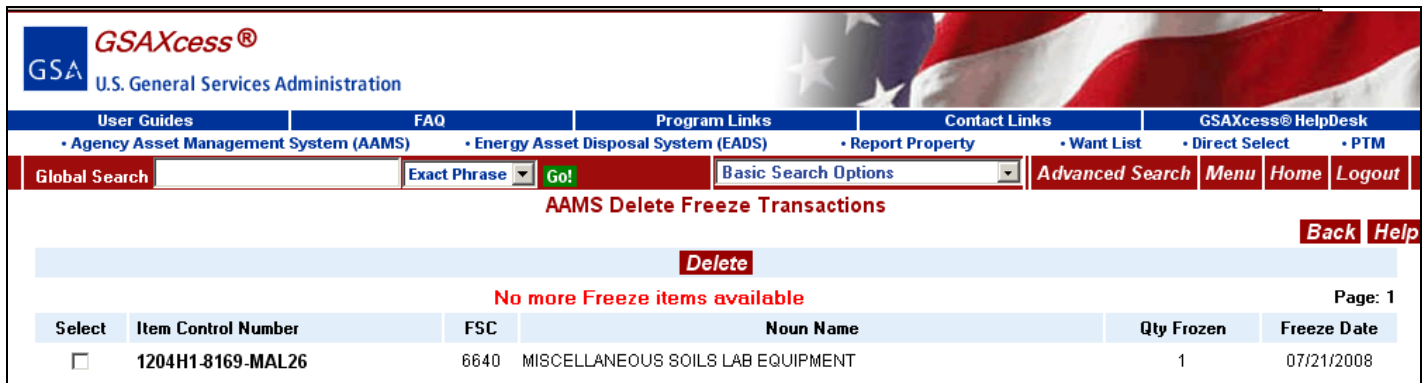 GSAXcess®
GSA
U.S. General Services Administration
User Guides FAQ Program Links Contact Links GSAXcess® HelpDesk
• Agency Asset Management System (AAMS) • Energy Asset Disposal System (EADS) • Report Property • Want List • Direct Select • PTM
Global Search Exact Phrase Go! Basic Search Options Advanced Search Menu Home Logout
AAMS Delete Freeze Transactions
Back Help
Delete
No more Freeze items available Page: 1
Select Item Control Number FSC Noun Name Qty Frozen Freeze Date
1204H1-8169-MAL26 6640 MISCELLANEOUS SOILS LAB EQUIPMENT 1 07/21/2008